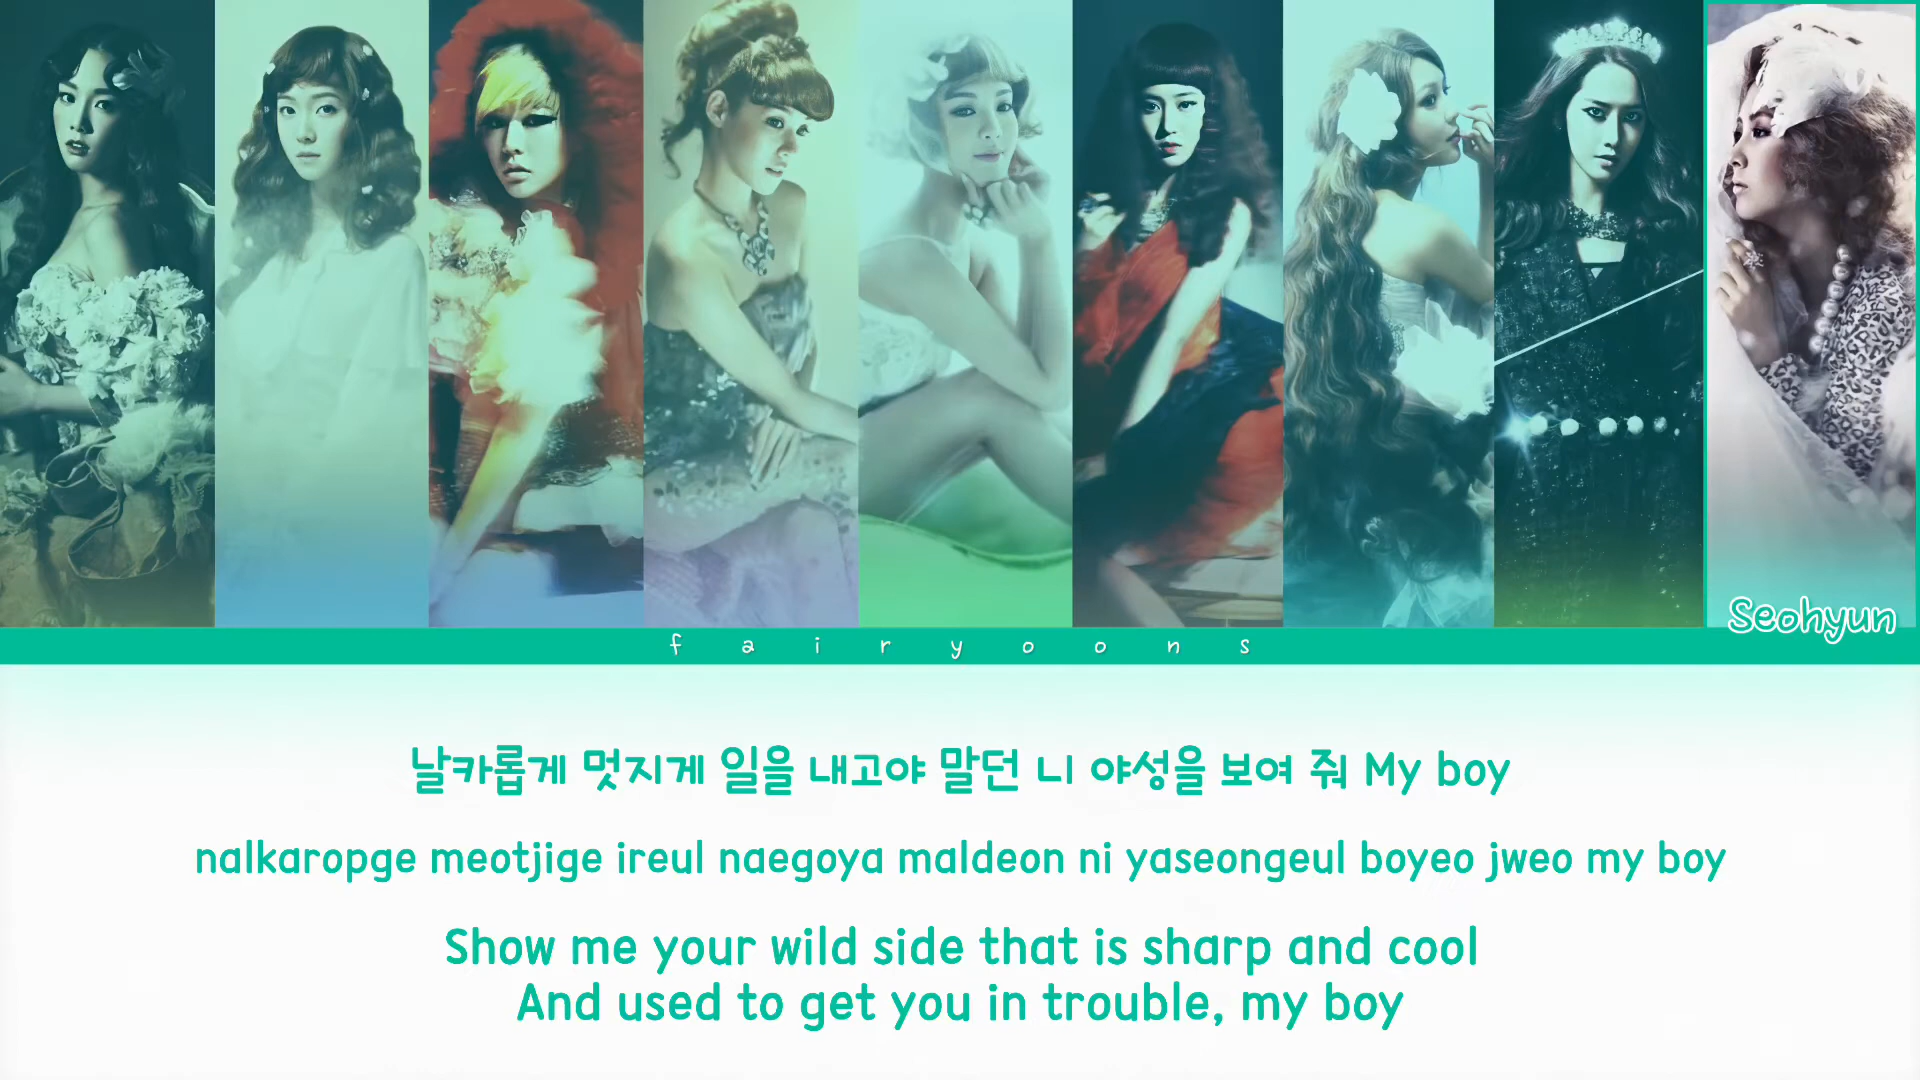 Seohyun
fairyoons
날카롭게 멋지게 일을 내고야 말던 니 야성을 보여 줘 My boy
nalkaropge meotjige ireul naegoya maldeon ni yaseongeul boyeo jweo my boy
Show me your wild side that is sharp and cool
And used to get you in trouble, my boy